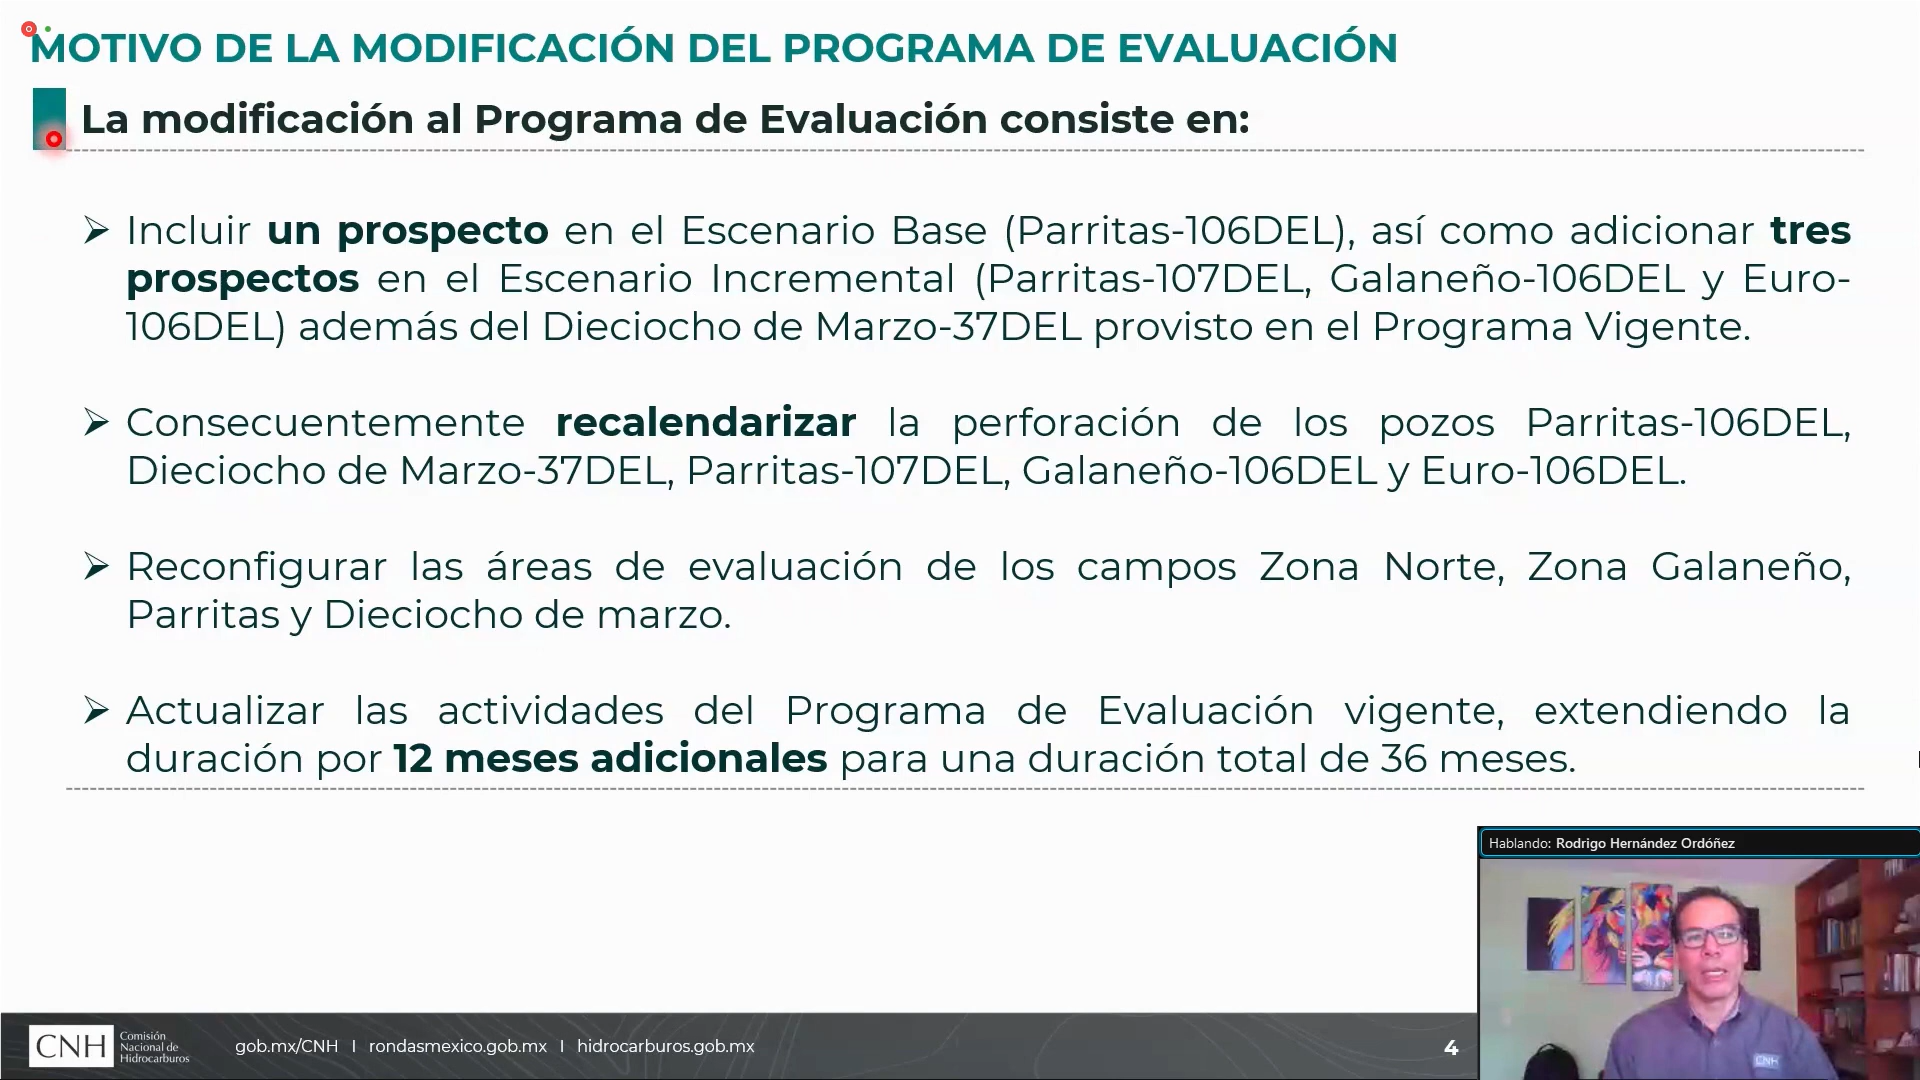 MOTIVO DE LA MODIFICACIÓN DEL PROGRAMA DE EVALUACIÓN
La modificación al Programa de Evaluación consiste en:
➢ Incluir un prospecto en el Escenario Base (Parritas-106DEL), así como adicionar tres
prospectos en el Escenario Incremental (Parritas-107DEL, Galaneño-106DEL y Euro-
106DEL) además del Dieciocho de Marzo-37DEL provisto en el Programa Vigente.
➢ Consecuentemente recalendarizar la perforación de los pozos Parritas-106DEL,
Dieciocho de Marzo-37DEL, Parritas-107DEL, Galaneño-106DEL y Euro-106DEL.
➢ Reconfigurar las áreas de evaluación de los campos Zona Norte, Zona Galaneño,
Parritas y Dieciocho de marzo.
➢ Actualizar las actividades del Programa de Evaluación vigente, extendiendo la
duración por 12 meses adicionales para una duración total de 36 meses.
Hablando: Rodrigo Hernández Ordóñez
CNH
CNH
Comisión
Nacional de
Hidrocarburos
gob.mx/CNH I rondasmexico.gob.mx I hidrocarburos.gob.mx
4